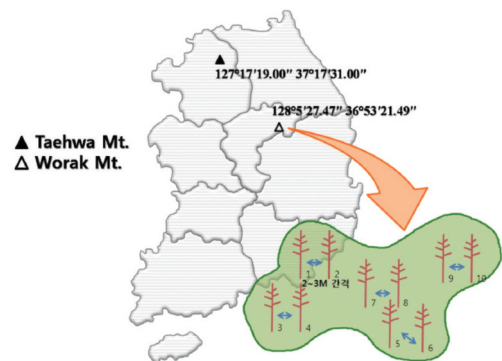 127°17'19.00" 37°17'31.00"
128°5'27.47" 36°53'21.49"
▲ Taehwa Mt.
△ Worak Mt.
1 2
9 10
2~3M 간격
7 8
3 4
5 6